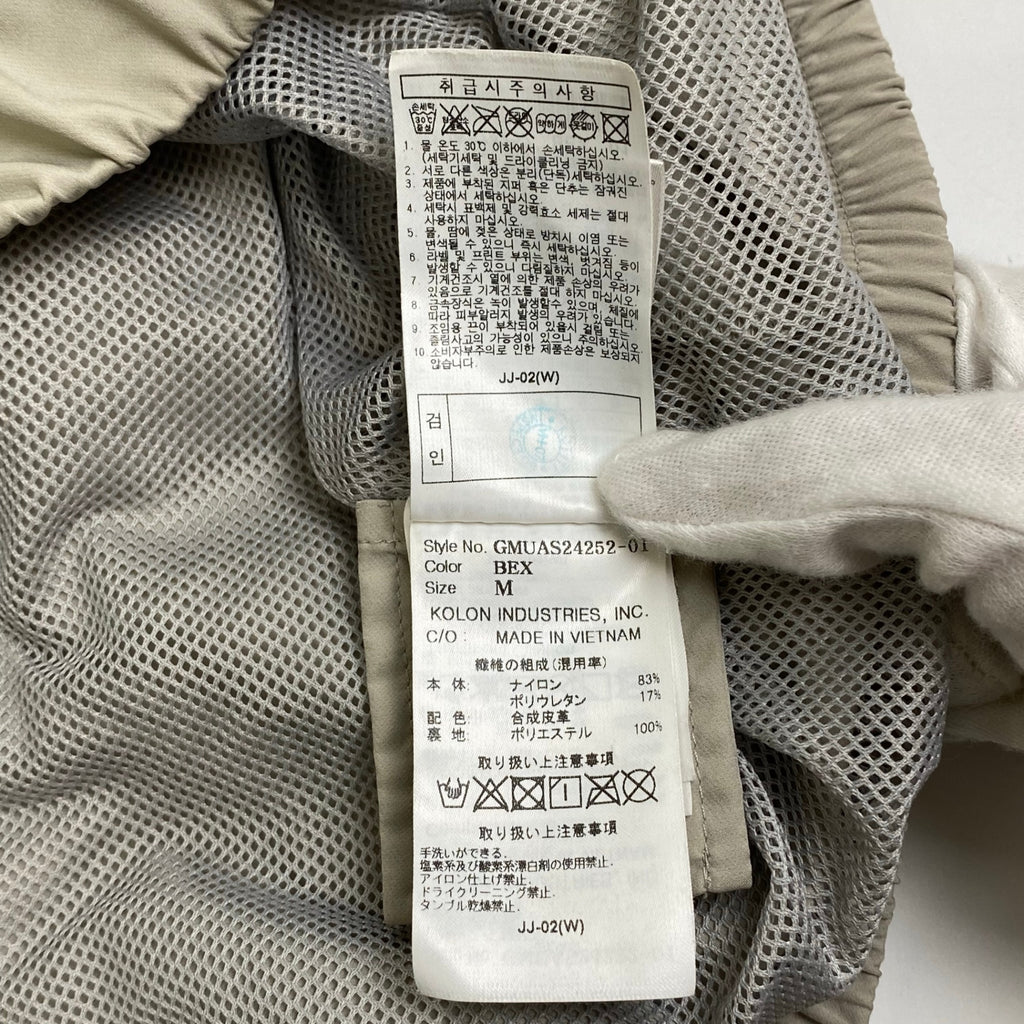 취급시주의사항
손세탁
30℃
중성
약하게
옷걸이
1. 물 온도 30℃ 이하에서 손세탁하십시오.
(세탁기세탁 및 드라이클리닝 금지)
2. 서로 다른 색상은 분리(단독)세탁하십시오.
3. 제품에 부착된 지퍼 혹은 단추는 잠궈진
상태에서 세탁하십시오.
4. 세탁시 표백제 및 강력효소 세제는 절대
사용하지 마십시오.
5. 물, 땀에 젖은 상태로 방치시 이염 또는
변색될 수 있으니 즉시 세탁하십시오.
6. 라벨 및 프린트 부위는 변색, 벗겨짐 등이
발생할 수 있으니 다림질하지 마십시오.
7. 기계건조시 열에 의한 제품 손상의 우려가
있음으로 기계건조를 절대 하지 마십시오.
8. 금속장식은 녹이 발생할수 있으며, 체질에
따라 피부알러지 발생의 우려가 있습니다.
9. 조임용 끈이 부착되어 있을시 걸림 또는
졸림사고의 가능성이 있으니 주의하십시오.
10. 소비자부주의로 인한 제품손상은 보상되지
않습니다.
JJ-02(W)
검
인
Style No. GMUAS24252-01
Color BEX
Size M
KOLON INDUSTRIES, INC.
C/O : MADE IN VIETNAM
繊維の組成(混用率)
本 体: ナイロン 83%
ポリウレタン 17%
配 色: 合成皮革
裏 地: ポリエステル 100%
取り扱い上注意事項
取り扱い上注意事項
手洗いができる.
塩素系及び酸素系漂白剤の使用禁止.
アイロン仕上げ禁止.
ドライクリーニング禁止.
タンブル乾燥禁止.
JJ-02(W)